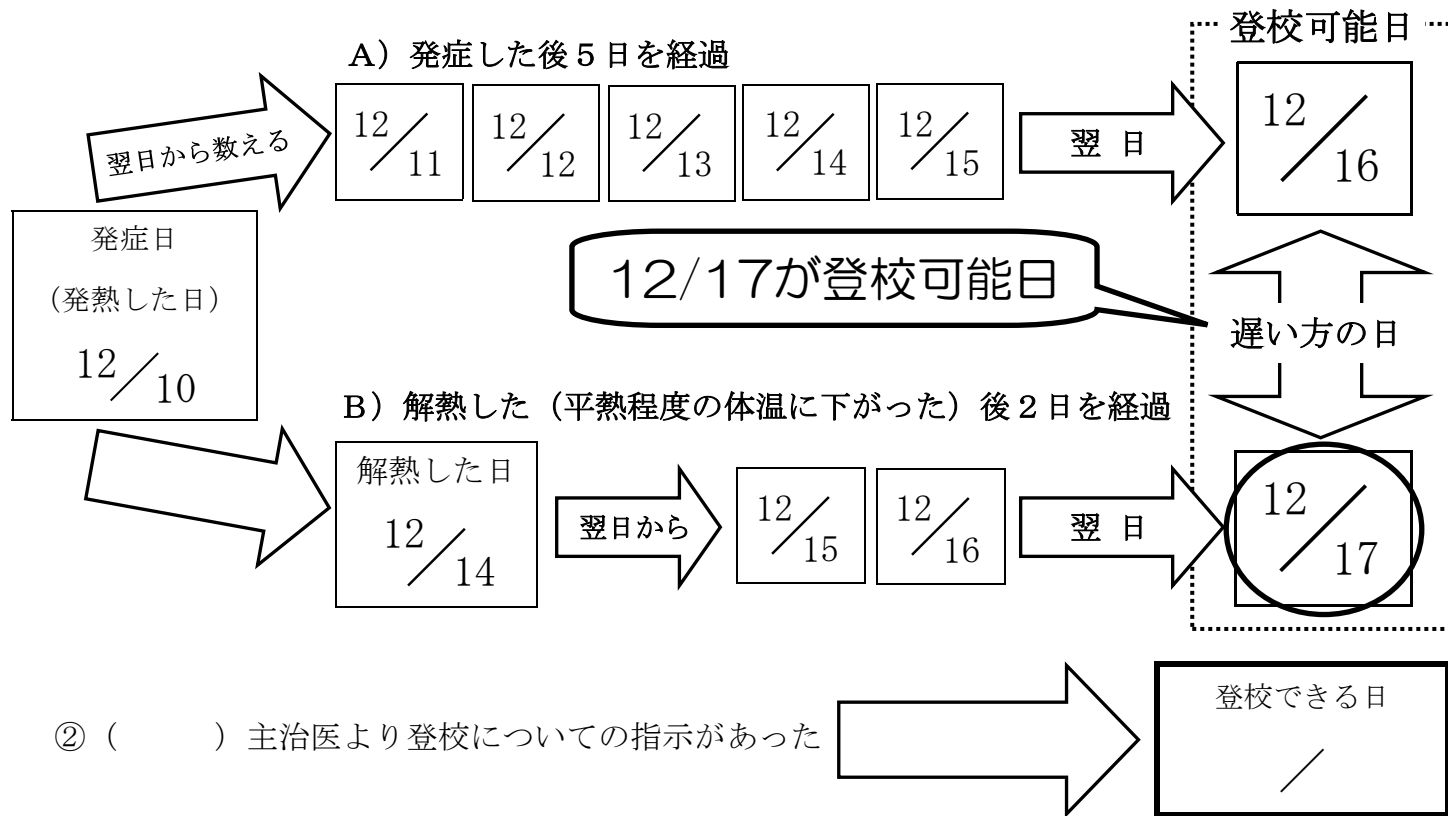 登校可能日
A）発症した後５日を経過
翌日から数える
12／11
12／12
12／13
12／14
12／15
翌 日
12／16
発症日
（発熱した日）
12／10
12/17が登校可能日
遅い方の日
B）解熱した（平熱程度の体温に下がった）後２日を経過
解熱した日
12／14
翌日から
12／15
12／16
翌 日
12／17
②（　　　）主治医より登校についての指示があった
登校できる日
／